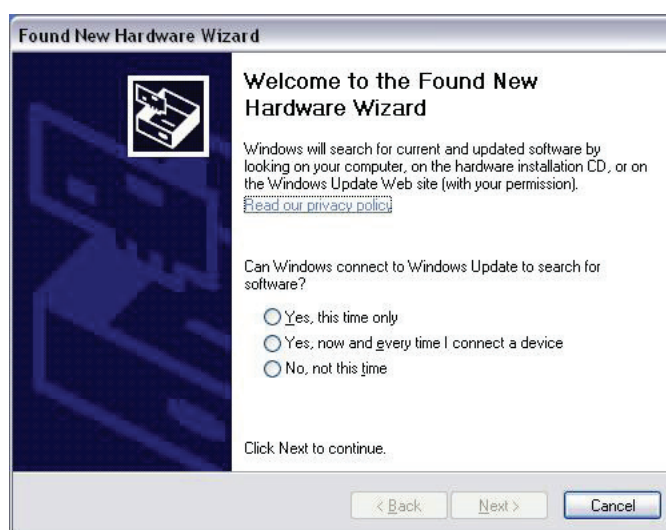 Found New Hardware Wizard
Welcome to the Found New
Hardware Wizard
Windows will search for current and updated software by
looking on your computer, on the hardware installation CD, or on
the Windows Update Web site (with your permission).
Read our privacy policy
Can Windows connect to Windows Update to search for
software?
Yes, this time only
Yes, now and every time I connect a device
No, not this time
Click Next to continue.
< Back Next > Cancel